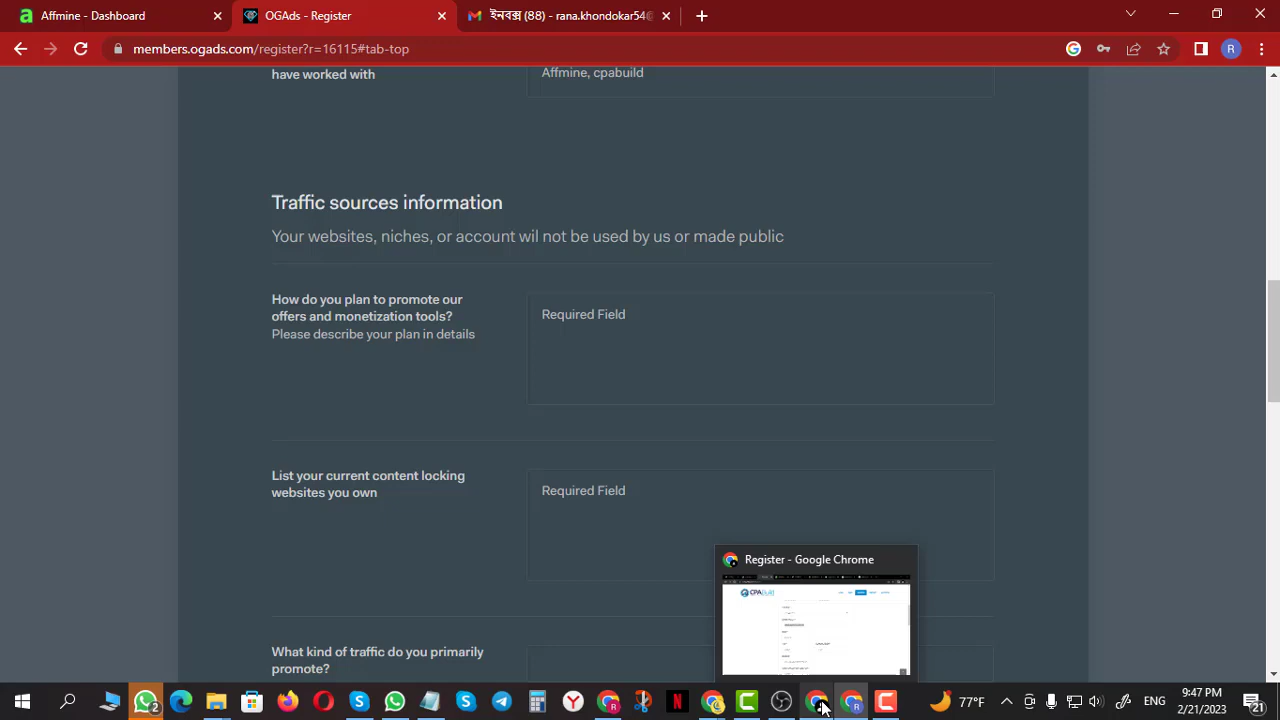 Affmine - Dashboard
OGAds - Register
ইনবক্স (88) - rana.khondokar54@
members.ogads.com/register?r=16115#tab-top
R
have worked with
Affmine, cpabuild
Traffic sources information
Your websites, niches, or account wil not be used by us or made public
How do you plan to promote our
offers and monetization tools?
Please describe your plan in details
Required Field
List your current content locking
websites you own
Required Field
Register - Google Chrome
CPABuild
What kind of traffic do you primarily
promote?
77°F
ENG
9:47 PM
2/21/2023
21